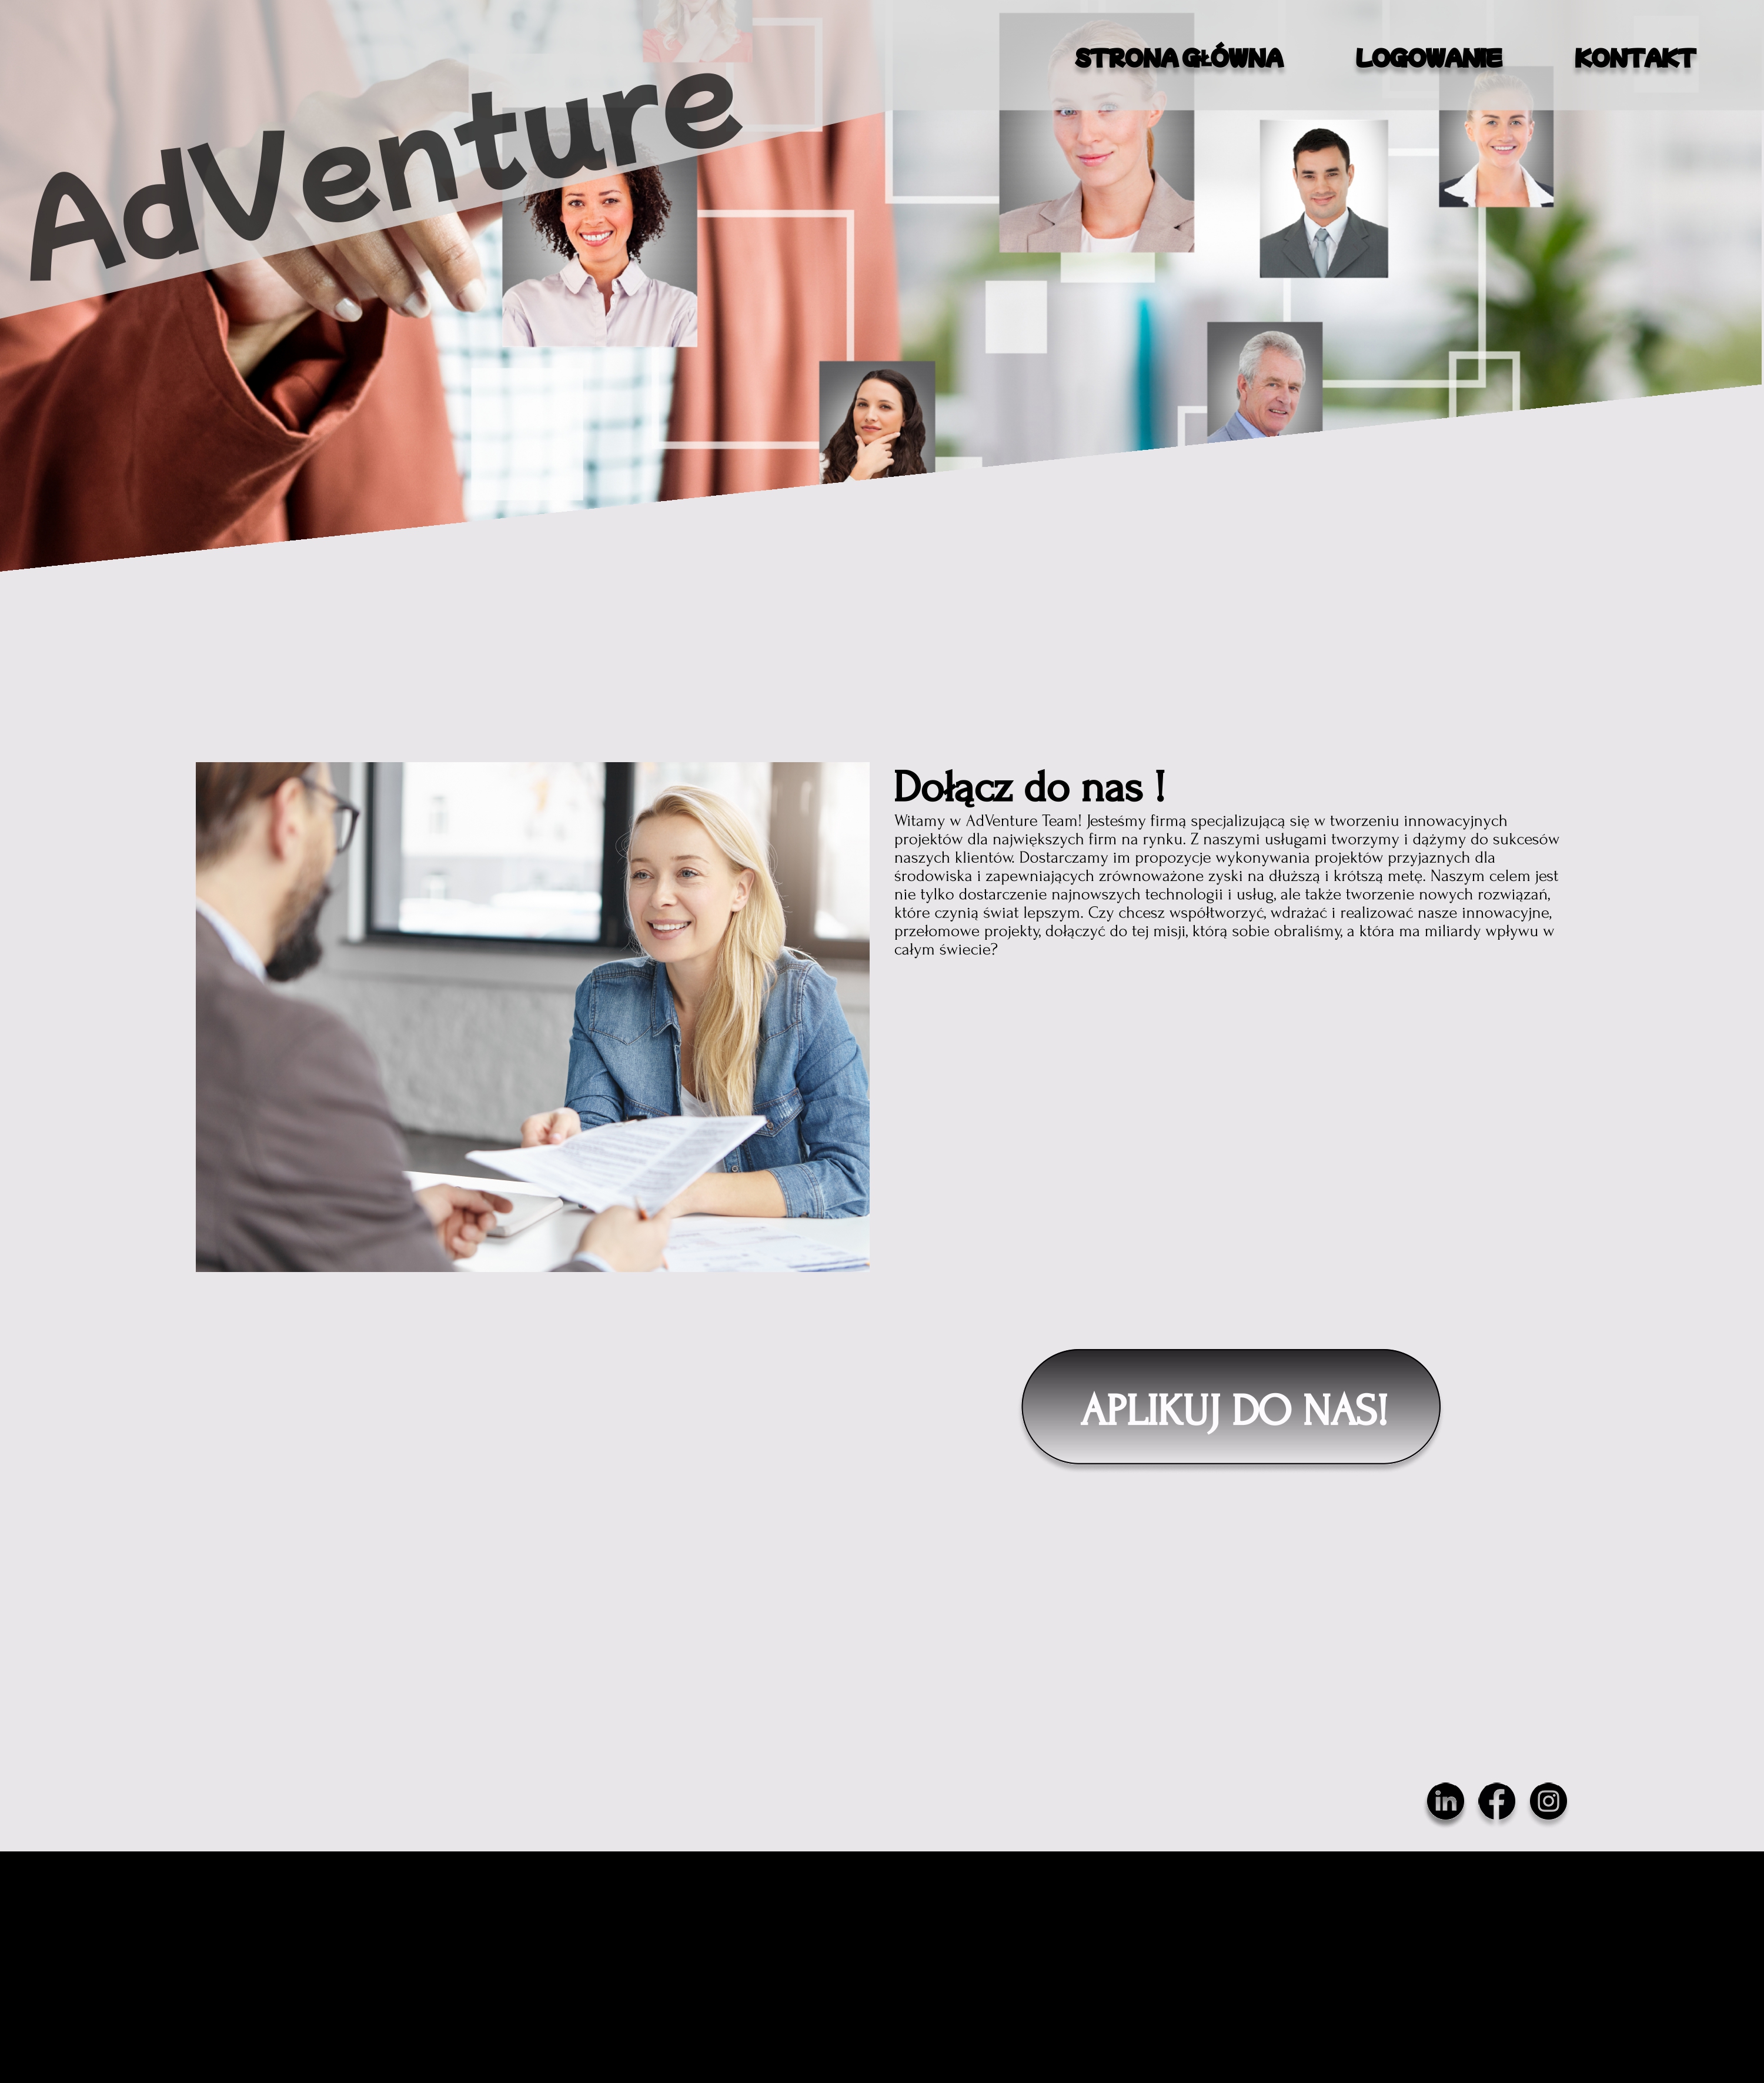 STRONA GŁÓWNA LOGOWANIE KONTAKT
AdVenture
Dołącz do nas !
Witamy w AdVenture Team! Jesteśmy firmą specjalizującą się w tworzeniu innowacyjnych
projektów dla największych firm na rynku. Z naszymi usługami tworzymy i dążymy do sukcesów
naszych klientów. Dostarczamy im propozycje wykonywania projektów przyjaznych dla
środowiska i zapewniających zrównoważone zyski na dłuższą i krótszą metę. Naszym celem jest
nie tylko dostarczenie najnowszych technologii i usług, ale także tworzenie nowych rozwiązań,
które czynią świat lepszym. Czy chcesz współtworzyć, wdrażać i realizować nasze innowacyjne,
przełomowe projekty, dołączyć do tej misji, którą sobie obraliśmy, a która ma miliardy wpływu w
całym świecie?
APLIKUJ DO NAS!
in